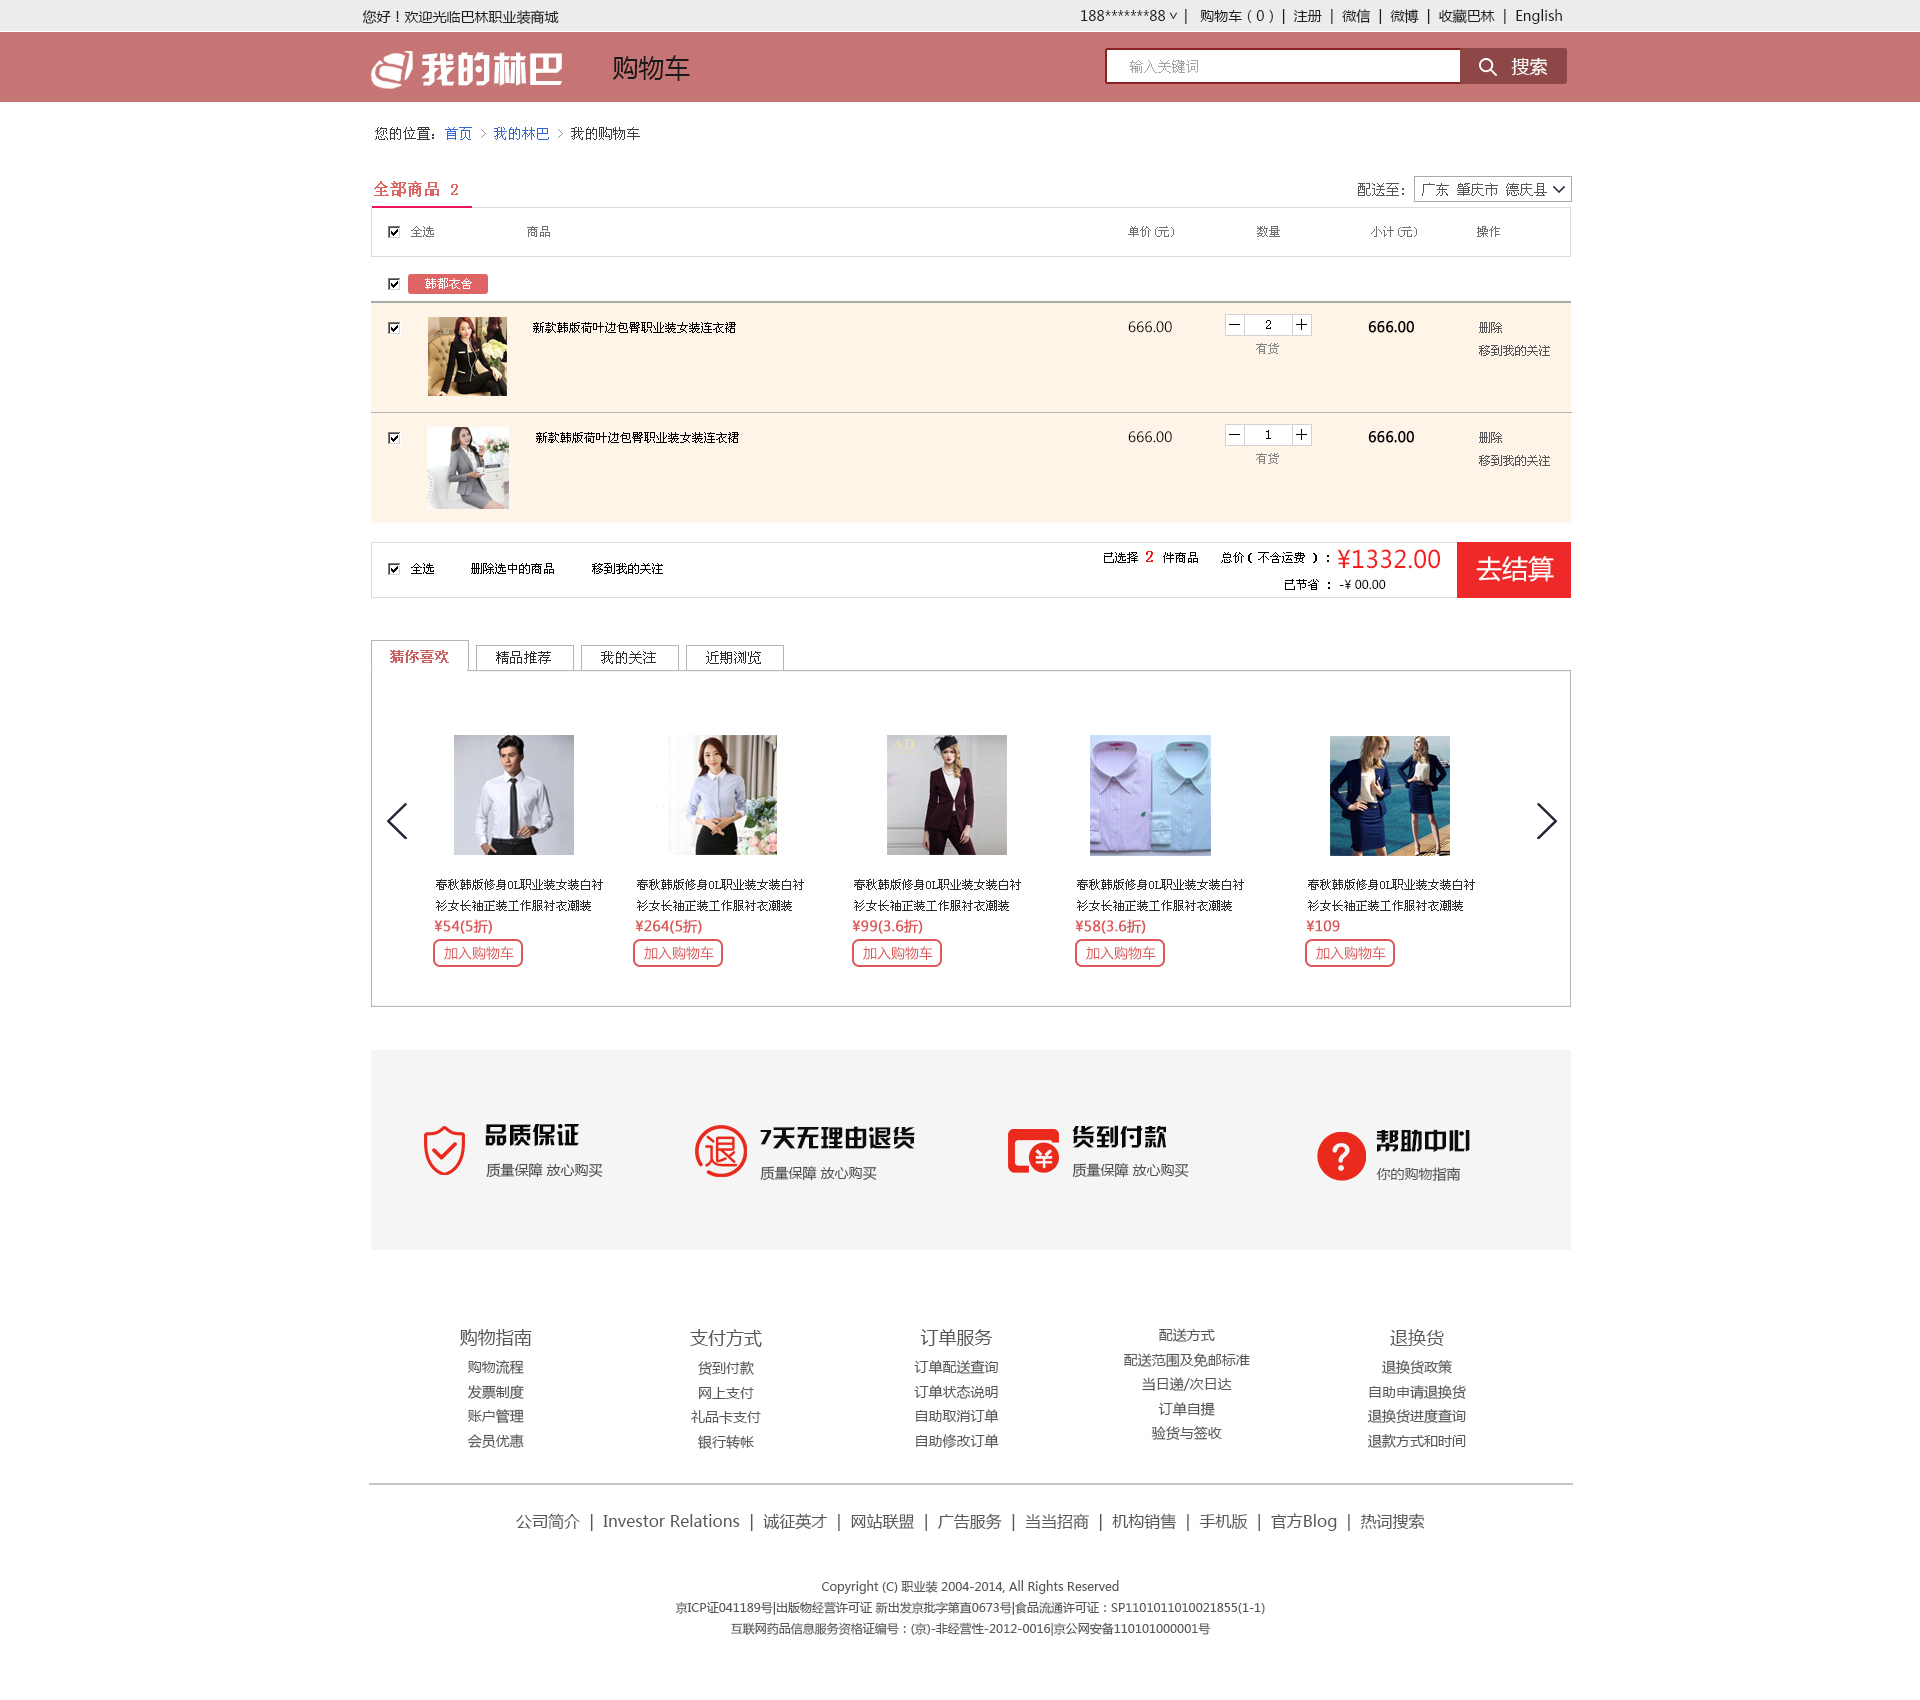 您好！欢迎光临巴林职业装商城
188*******88 ∨ | 购物车（0）| 注册 | 微信 | 微博 | 收藏巴林 | English
我的林巴 购物车
输入关键词 搜索
您的位置：首页 > 我的林巴 > 我的购物车
全部商品 2
配送至：广东 肇庆市 德庆县
全选 商品 单价(元) 数量 小计(元) 操作
韩都衣舍
新款韩版荷叶边包臀职业装女装连衣裙 666.00 − 2 + 666.00 删除
有货 移到我的关注
新款韩版荷叶边包臀职业装女装连衣裙 666.00 − 1 + 666.00 删除
有货 移到我的关注
全选 删除选中的商品 移到我的关注
已选择 2 件商品 总价（不含运费）：¥1332.00
已节省 ：-¥ 00.00
去结算
猜你喜欢 精品推荐 我的关注 近期浏览
AD
春秋韩版修身OL职业装女装白衬
衫女长袖正装工作服衬衣潮装
¥54(5折)
加入购物车
春秋韩版修身OL职业装女装白衬
衫女长袖正装工作服衬衣潮装
¥264(5折)
加入购物车
春秋韩版修身OL职业装女装白衬
衫女长袖正装工作服衬衣潮装
¥99(3.6折)
加入购物车
春秋韩版修身OL职业装女装白衬
衫女长袖正装工作服衬衣潮装
¥58(3.6折)
加入购物车
春秋韩版修身OL职业装女装白衬
衫女长袖正装工作服衬衣潮装
¥109
加入购物车
品质保证
质量保障 放心购买
退
7天无理由退货
质量保障 放心购买
¥
货到付款
质量保障 放心购买
?
帮助中心
你的购物指南
购物指南
购物流程
发票制度
账户管理
会员优惠
支付方式
货到付款
网上支付
礼品卡支付
银行转帐
订单服务
订单配送查询
订单状态说明
自助取消订单
自助修改订单
配送方式
配送范围及免邮标准
当日递/次日达
订单自提
验货与签收
退换货
退换货政策
自助申请退换货
退换货进度查询
退款方式和时间
公司简介 | Investor Relations | 诚征英才 | 网站联盟 | 广告服务 | 当当招商 | 机构销售 | 手机版 | 官方Blog | 热词搜索
Copyright (C) 职业装 2004-2014, All Rights Reserved
京ICP证041189号|出版物经营许可证 新出发京批字第直0673号|食品流通许可证：SP1101011010021855(1-1)
互联网药品信息服务资格证编号：(京)-非经营性-2012-0016|京公网安备110101000001号